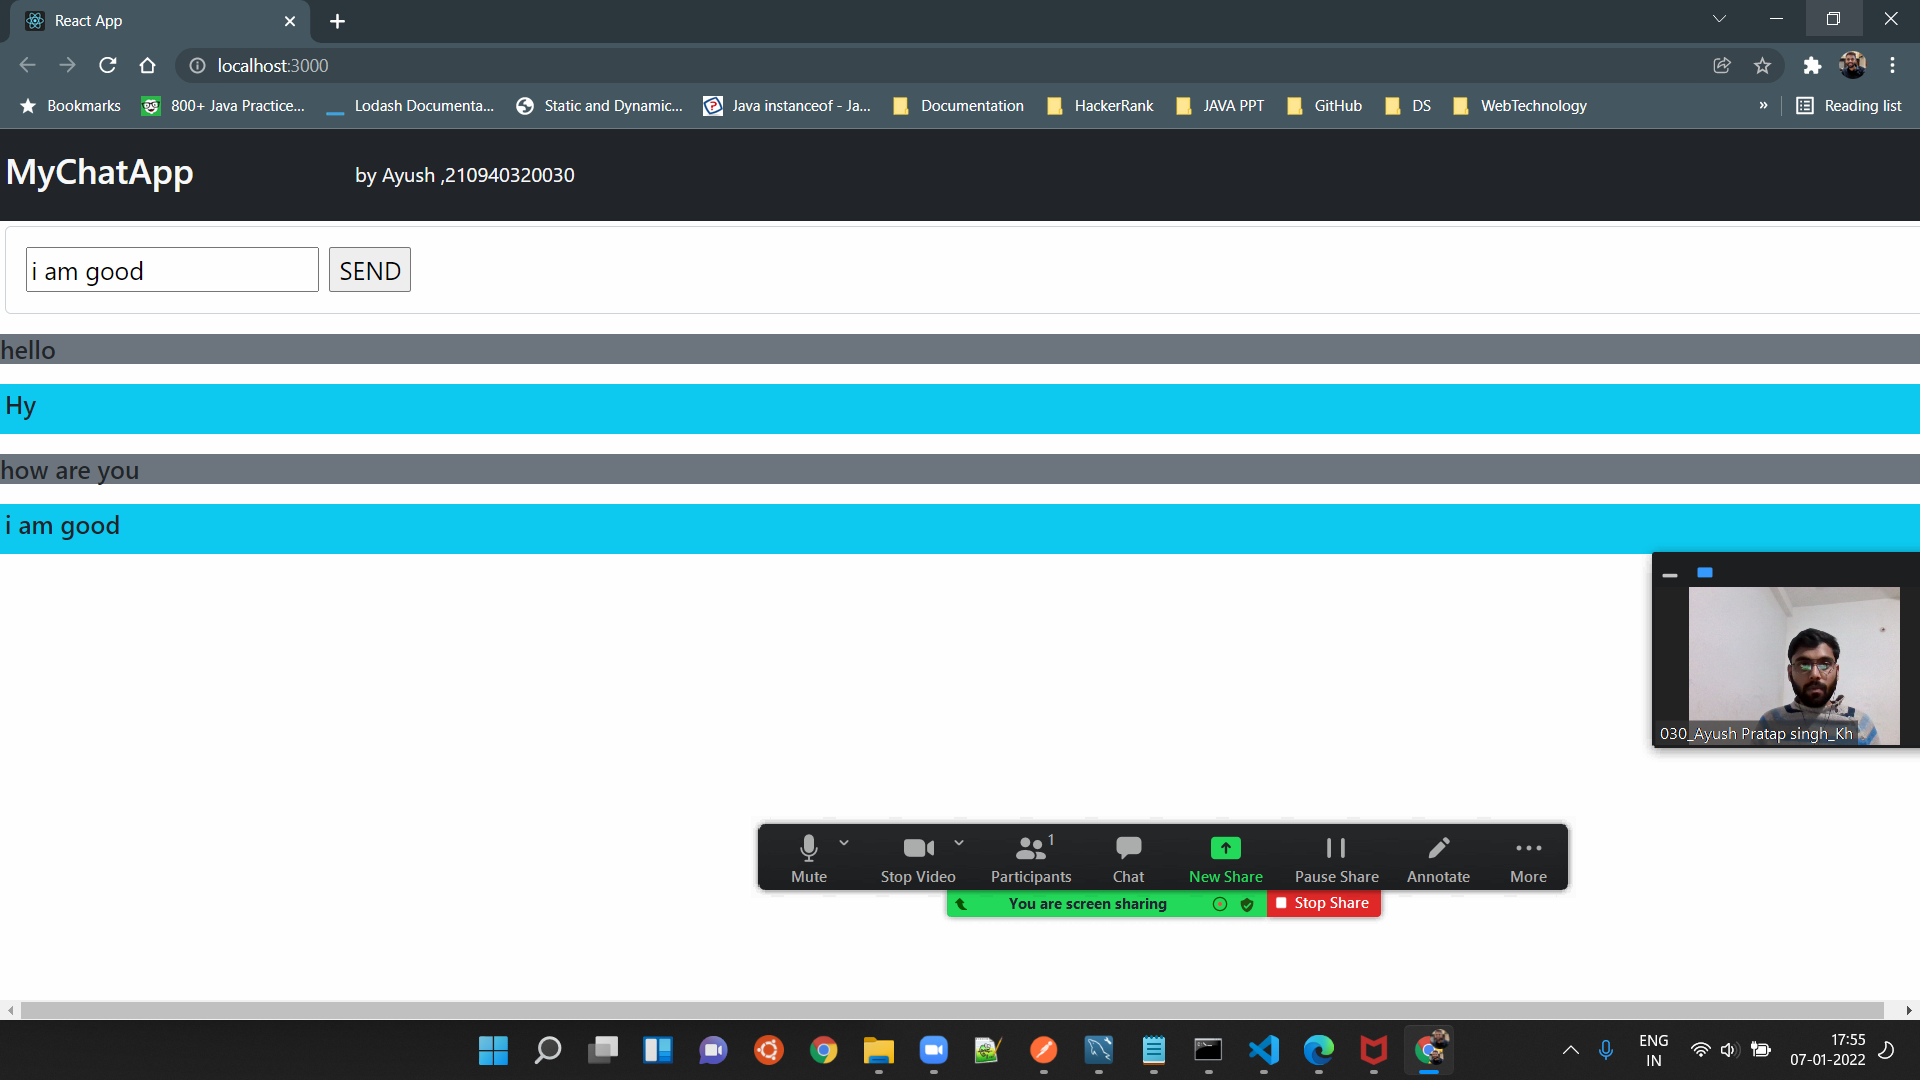 React App
localhost:3000
Bookmarks 800+ Java Practice... Lodash Documenta... Static and Dynamic... Java instanceof - Ja... Documentation HackerRank JAVA PPT GitHub DS WebTechnology » Reading list
MyChatApp by Ayush ,210940320030
i am good SEND
hello
Hy
how are you
i am good
030_Ayush Pratap singh_Kh
1
Mute Stop Video Participants Chat New Share Pause Share Annotate More
You are screen sharing Stop Share
ENG 17:55
IN 07-01-2022